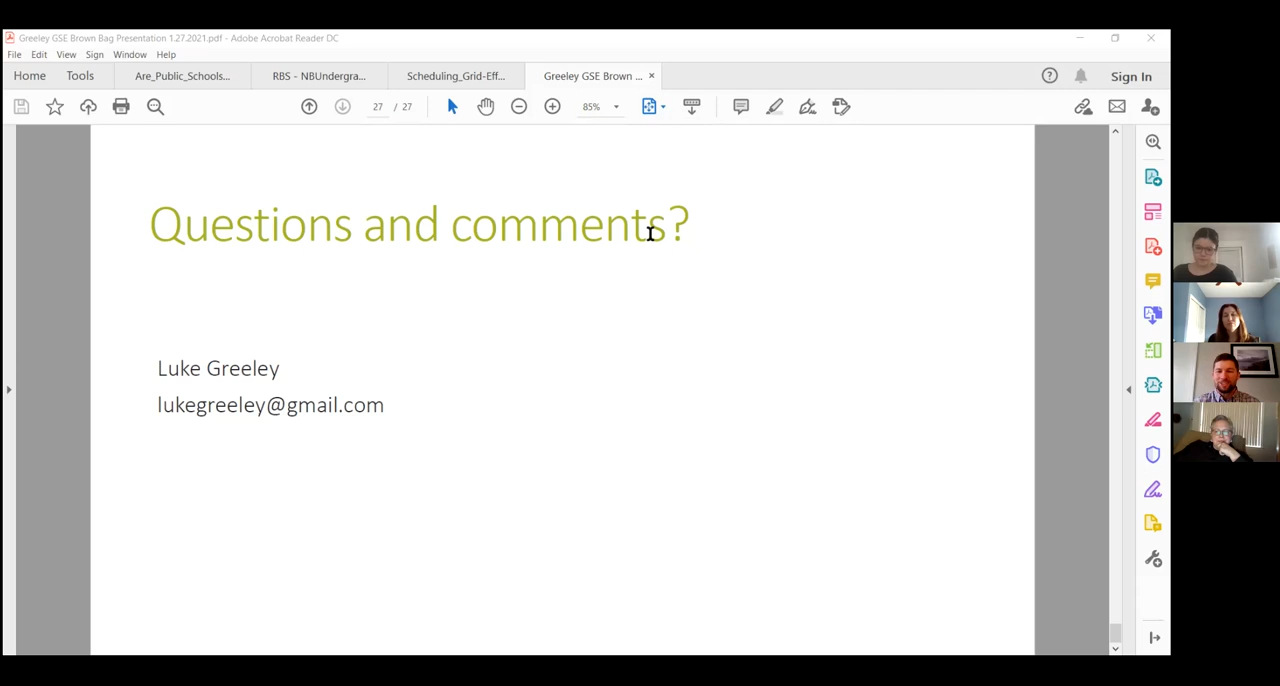 Greeley GSE Brown Bag Presentation 1.27.2021.pdf - Adobe Acrobat Reader DC
File Edit View Sign Window Help
Home Tools Are_Public_Schools... RBS - NBUndergra... Scheduling_Grid-Eff... Greeley GSE Brown ... × Sign In
27 / 27 85%
Questions and comments?
Luke Greeley
lukegreeley@gmail.com